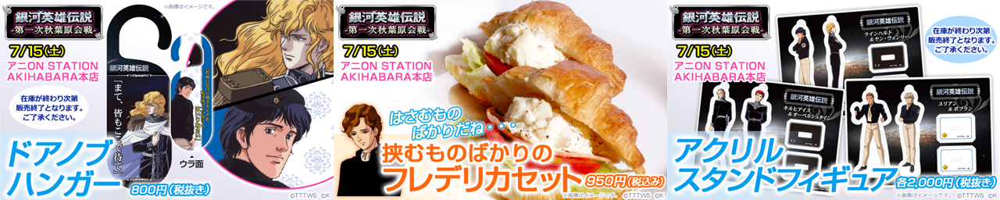 ※画像はイメージです。
銀河英雄伝説
-第一次秋葉原会戦-
7/15(土)
アニON STATION
AKIHABARA本店
在庫が終わり次第
販売終了となります。
ご了承ください。
銀河英雄伝説
「まて、皆もここで待て」
▲
ウラ面
ドアノブ
ハンガー
800円(税抜き)
©TTTWS ©K
銀河英雄伝説
-第一次秋葉原会戦-
7/15(土)
アニON STATION
AKIHABARA本店
はさむもの
ばかりだね・・・
挟むものばかりの
フレデリカセット
950円(税込み)
※画像はイメージです。 ©TTTWS ©K
銀河英雄伝説
-第一次秋葉原会戦-
7/15(土)
アニON STATION
AKIHABARA本店
在庫が終わり次第
販売終了となります。
ご了承ください。
銀河英雄伝説
ラインハルト
&ヤン・ウェンリー
銀河英雄伝説
キルヒアイス
&オーベルシュタイン
銀河英雄伝説
ユリアン
&ポプラン
アクリル
スタンドフィギュア
各2,000円(税抜き)
※画像はイメージです。 ©TTTWS ©K